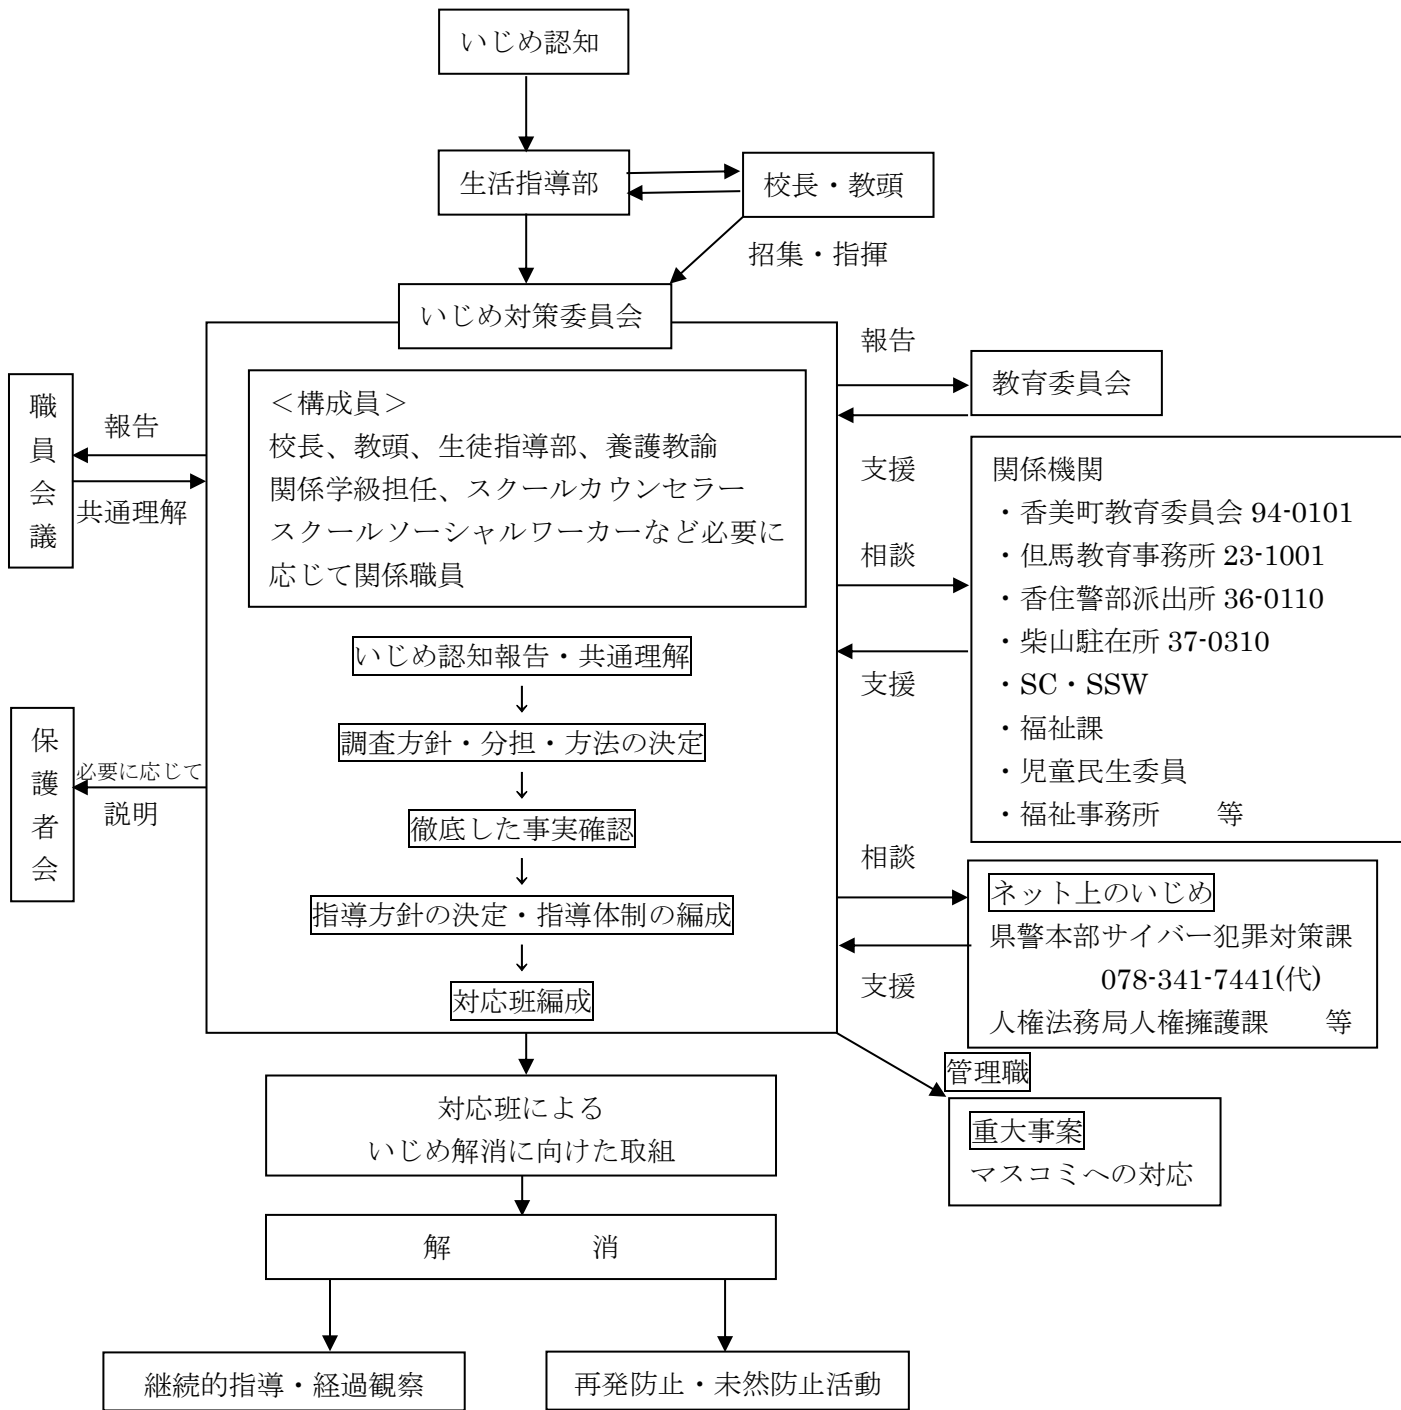 いじめ認知
生活指導部
校長・教頭
招集・指揮
いじめ対策委員会
職員会議
報告
共通理解
保護者会
必要に応じて
説明
＜構成員＞
校長、教頭、生徒指導部、養護教諭
関係学級担任、スクールカウンセラー
スクールソーシャルワーカーなど必要に
応じて関係職員
いじめ認知報告・共通理解
↓
調査方針・分担・方法の決定
↓
徹底した事実確認
↓
指導方針の決定・指導体制の編成
↓
対応班編成
報告
教育委員会
支援
関係機関
・香美町教育委員会 94-0101
・但馬教育事務所 23-1001
・香住警部派出所 36-0110
・柴山駐在所 37-0310
・SC・SSW
・福祉課
・児童民生委員
・福祉事務所　　等
相談
支援
相談
ネット上のいじめ
県警本部サイバー犯罪対策課
078-341-7441(代)
人権法務局人権擁護課　　等
支援
管理職
重大事案
マスコミへの対応
対応班による
いじめ解消に向けた取組
解　　　　　消
継続的指導・経過観察
再発防止・未然防止活動